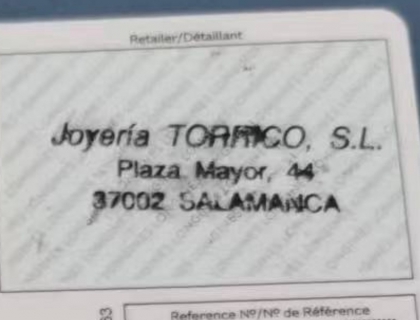 Retailer/Détaillant
Joyería TORRICO, S.L.
Plaza Mayor, 44
37002 SALAMANCA
Reference Nº/Nº de Référence